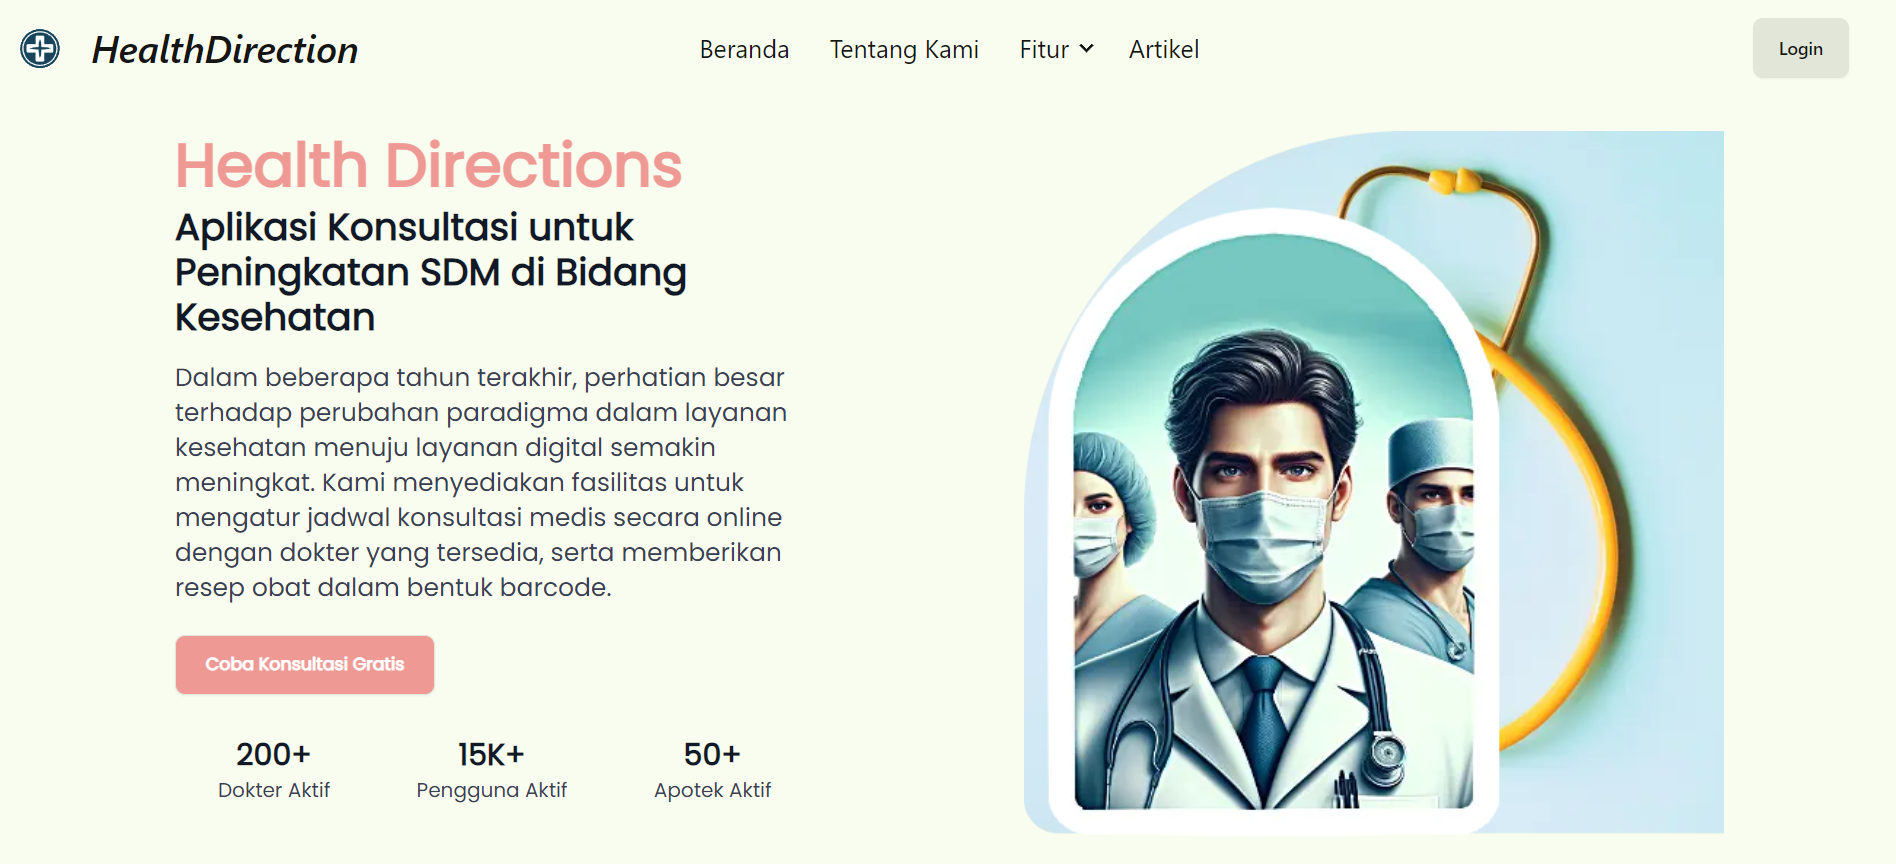 HealthDirection
Beranda
Tentang Kami
Fitur
Artikel
Login
Health Directions
Aplikasi Konsultasi untuk
Peningkatan SDM di Bidang
Kesehatan
Dalam beberapa tahun terakhir, perhatian besar
terhadap perubahan paradigma dalam layanan
kesehatan menuju layanan digital semakin
meningkat. Kami menyediakan fasilitas untuk
mengatur jadwal konsultasi medis secara online
dengan dokter yang tersedia, serta memberikan
resep obat dalam bentuk barcode.
Coba Konsultasi Gratis
200+
Dokter Aktif
15K+
Pengguna Aktif
50+
Apotek Aktif